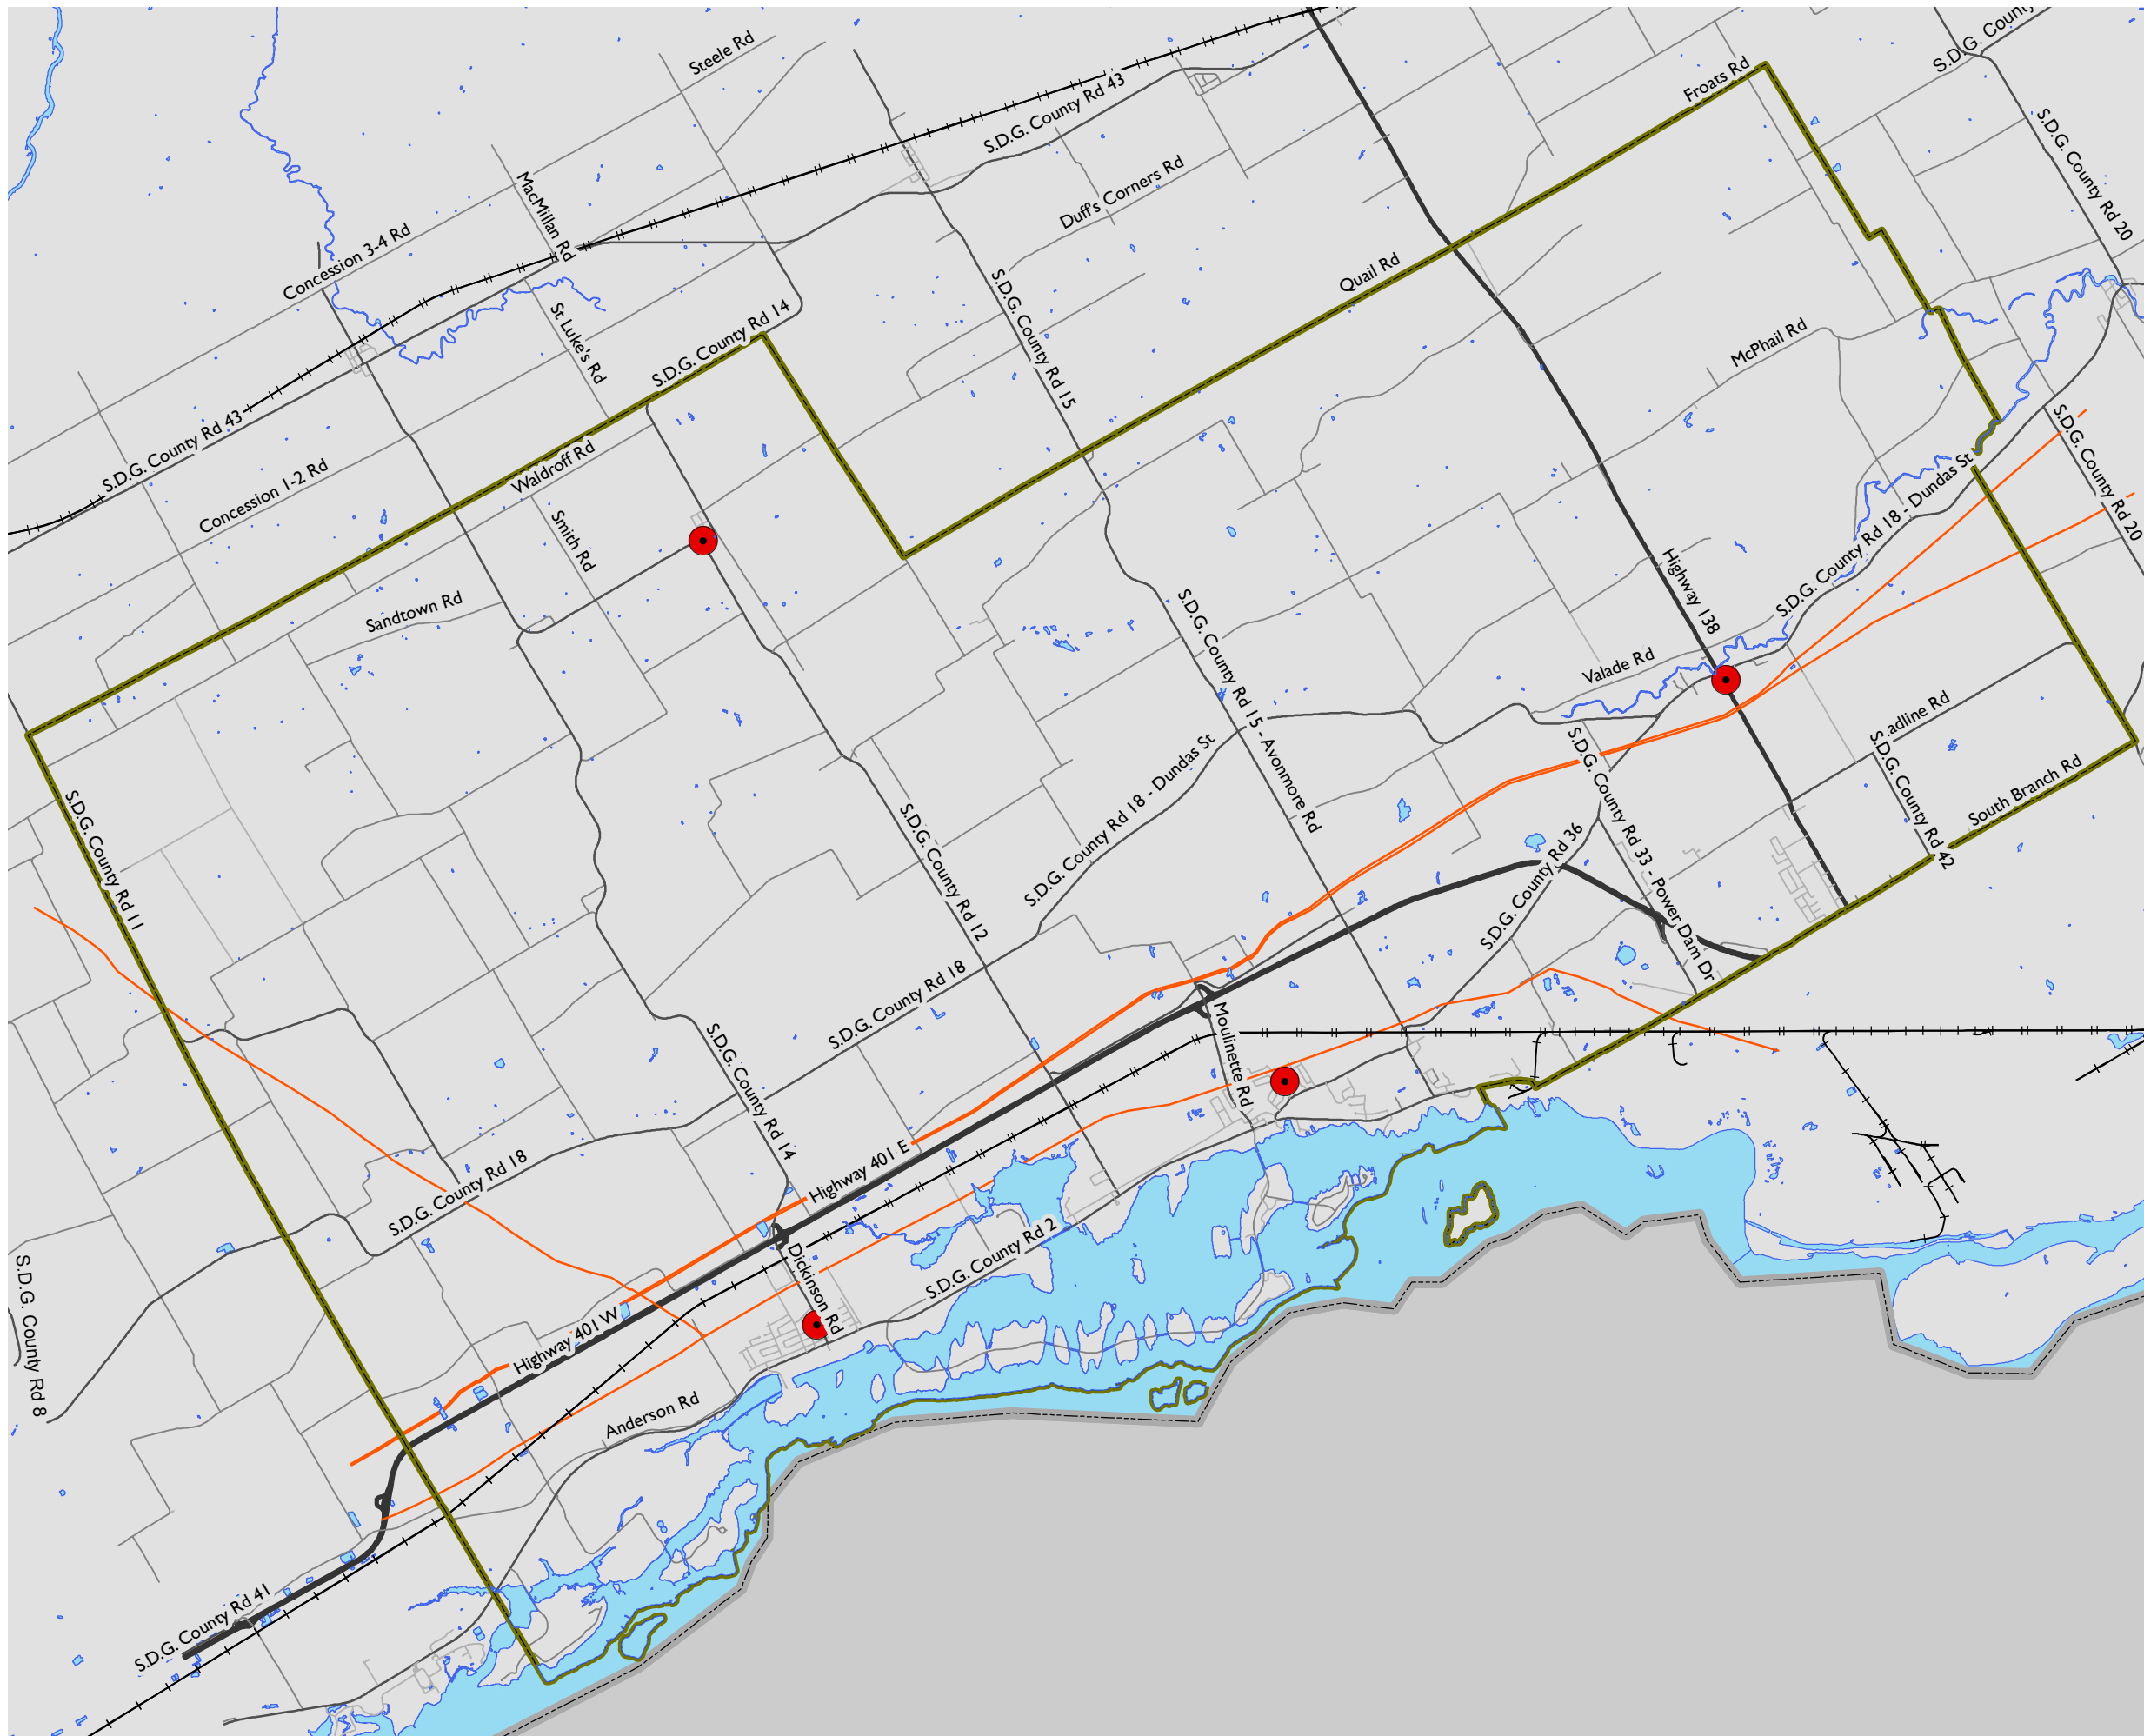 S.D.G. County
Steele Rd
Froats Rd
S.D.G. County Rd 43
S.D.G. County Rd 20
MacMillan Rd
Duff's Corners Rd
Concession 3-4 Rd
Quail Rd
S.D.G. County Rd 15
St Luke's Rd
S.D.G. County Rd 14
McPhail Rd
S.D.G. County Rd 43
Waldroff Rd
Concession 1-2 Rd
S.D.G. County Rd 20
Smith Rd
S.D.G. County Rd 18 - Dundas St
Highway 138
Sandtown Rd
S.D.G. County Rd 15 - Avonmore Rd
Valade Rd
adline Rd
S.D.G. County Rd 18 - Dundas St
S.D.G. County Rd 33 - Power Dam Dr
S.D.G. County Rd 42
South Branch Rd
S.D.G. County Rd 11
S.D.G. County Rd 12
S.D.G. County Rd 36
S.D.G. County Rd 18
Moulinette Rd
S.D.G. County Rd 14
Highway 401 E
S.D.G. County Rd 18
S.D.G. County Rd 2
Dickinson Rd
S.D.G. County Rd 8
Highway 401 W
Anderson Rd
S.D.G. County Rd 41